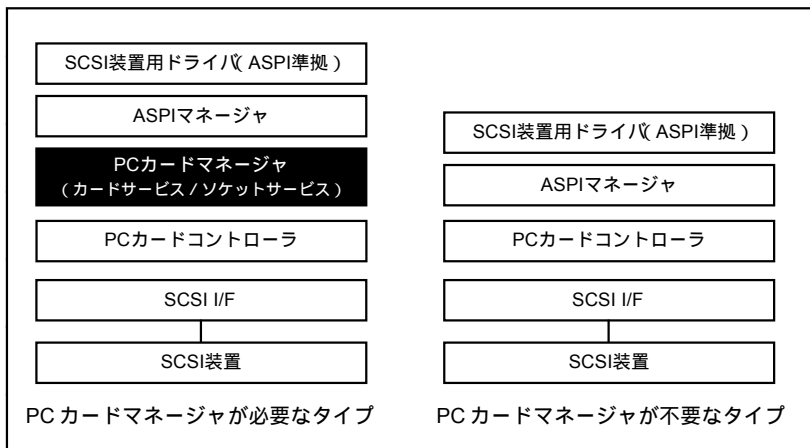 SCSI装置用ドライバ(ASPI準拠)
ASPIマネージャ
PCカードマネージャ
(カードサービス/ソケットサービス)
PCカードコントローラ
SCSI I/F
SCSI装置
PCカードマネージャが必要なタイプ
SCSI装置用ドライバ(ASPI準拠)
ASPIマネージャ
PCカードコントローラ
SCSI I/F
SCSI装置
PCカードマネージャが不要なタイプ